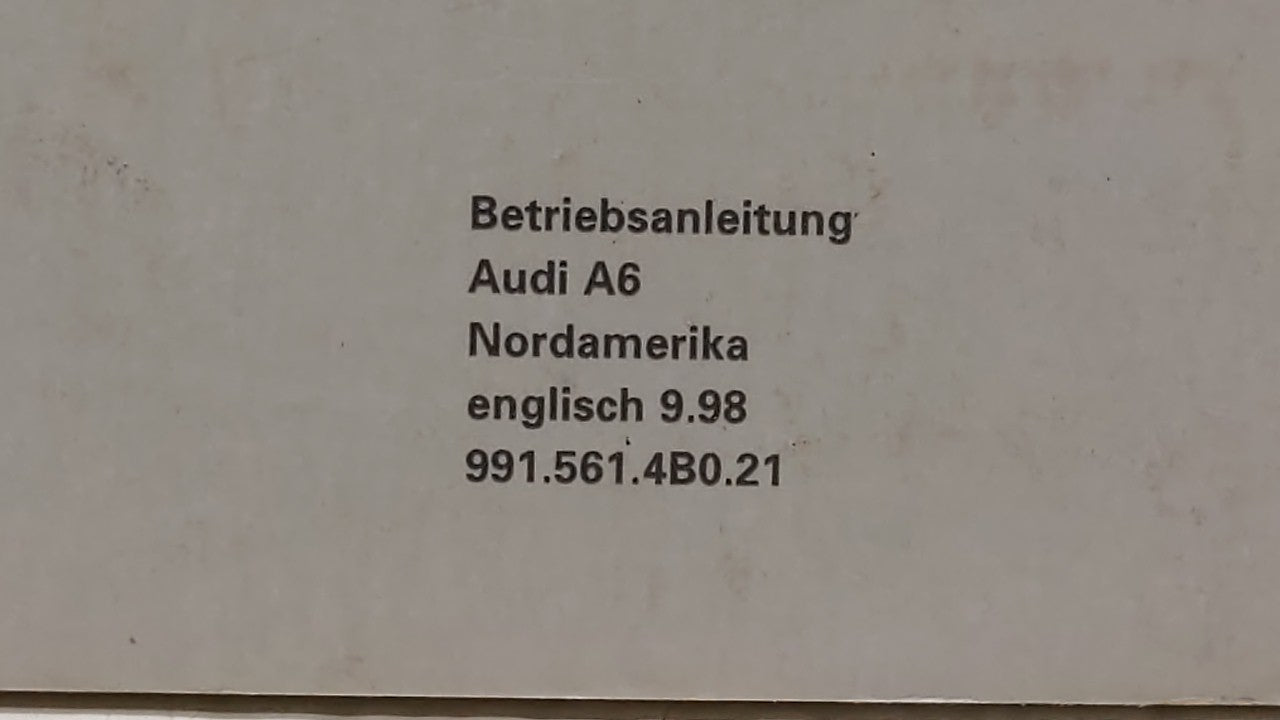 Betriebsanleitung
Audi A6
Nordamerika
englisch 9.98
991.561.4B0.21